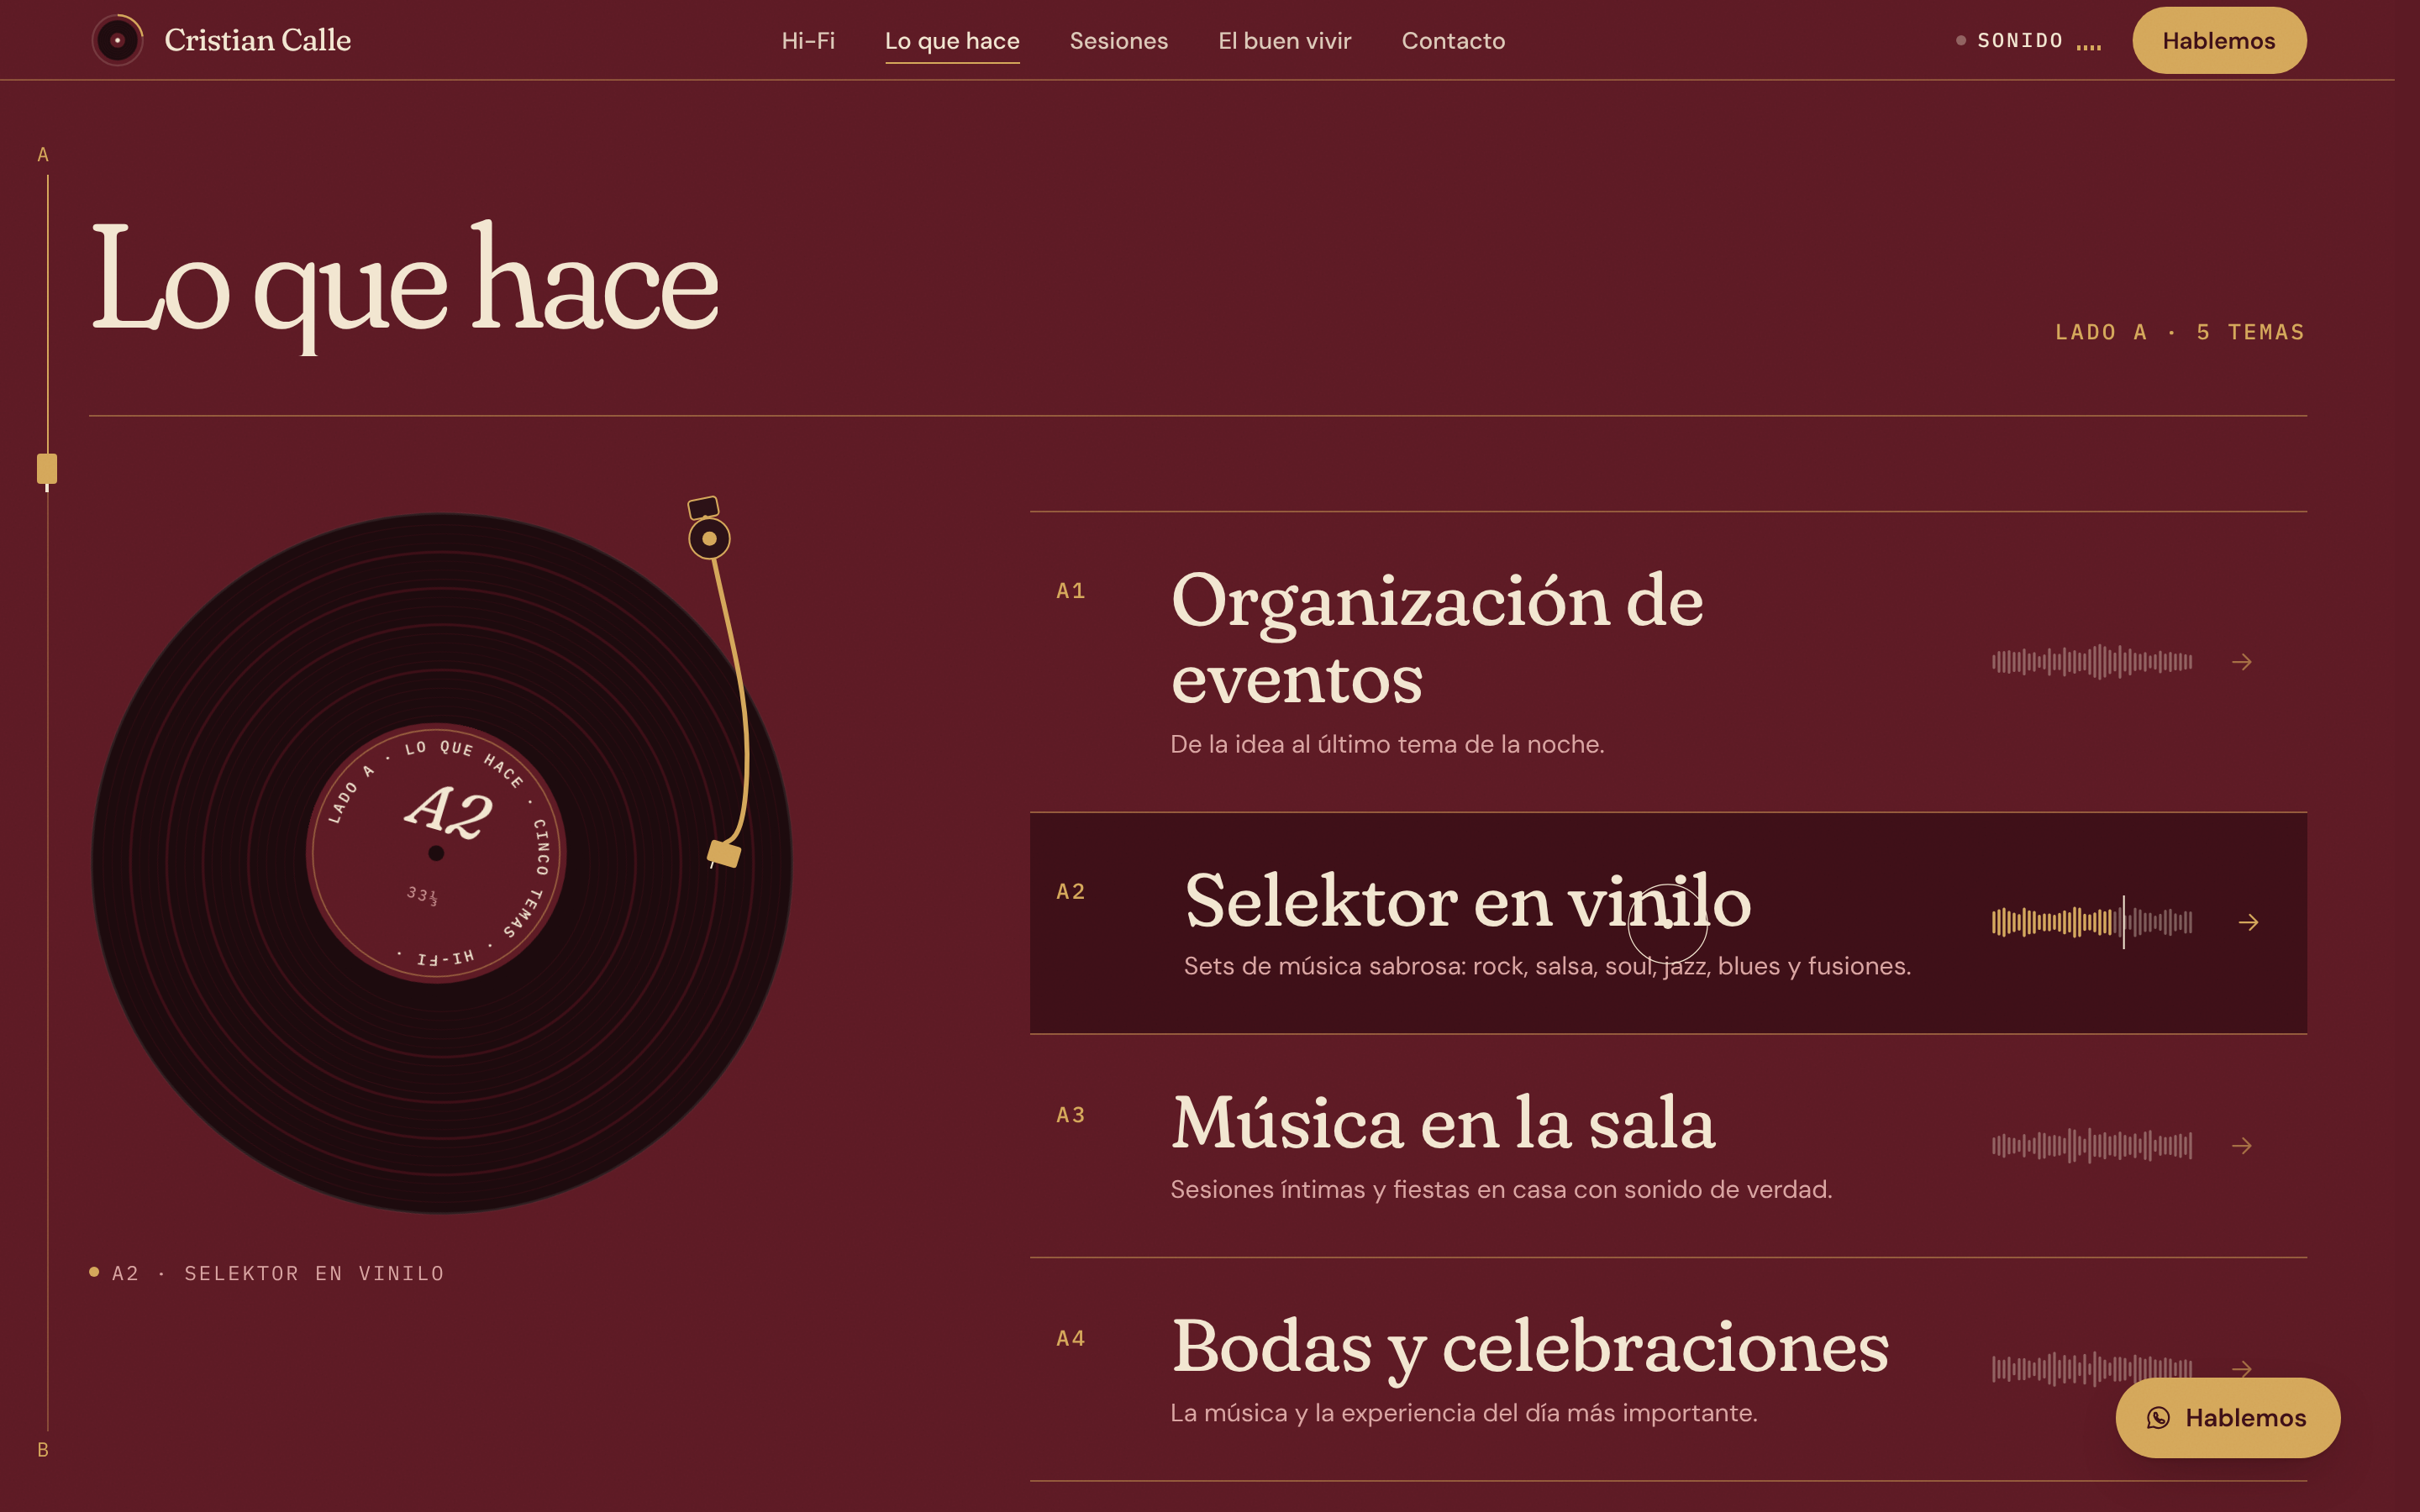 Cristian Calle
Hi-Fi
Lo que hace
Sesiones
El buen vivir
Contacto
SONIDO
Hablemos
A
Lo que hace
LADO A · 5 TEMAS
LADO A · LO QUE HACE · CINCO TEMAS · HI-FI ·
A2
33⅓
A2 · SELEKTOR EN VINILO
A1
Organización de
eventos
De la idea al último tema de la noche.
A2
Selektor en vinilo
Sets de música sabrosa: rock, salsa, soul, jazz, blues y fusiones.
A3
Música en la sala
Sesiones íntimas y fiestas en casa con sonido de verdad.
A4
Bodas y celebraciones
La música y la experiencia del día más importante.
Hablemos
B